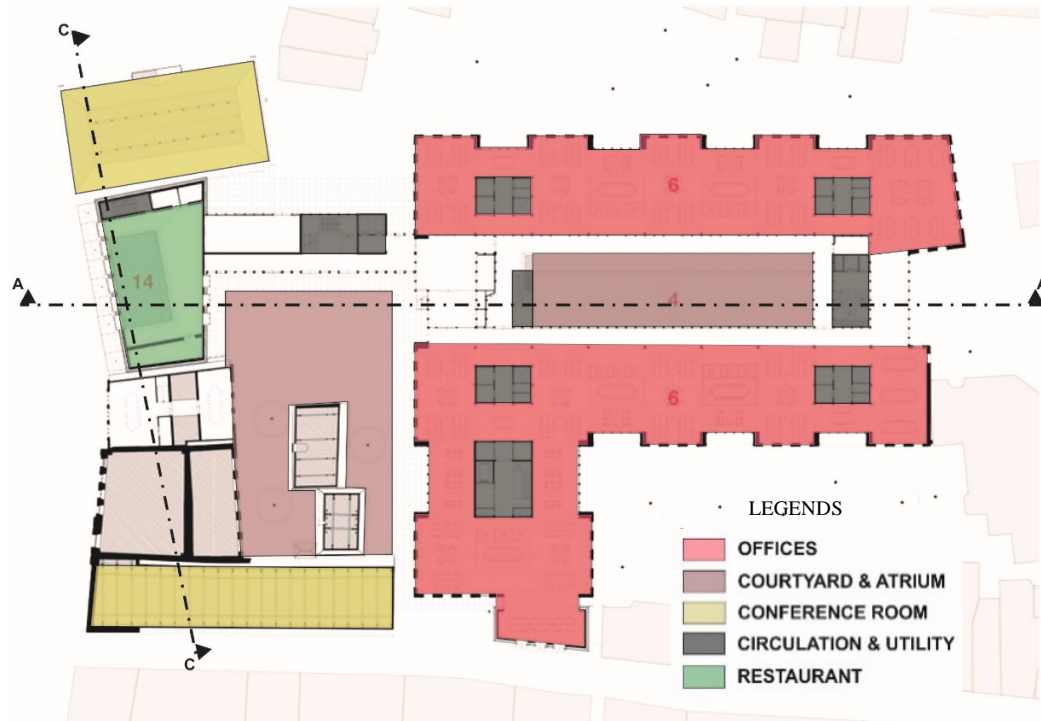 C
6
14
A
4
A
6
LEGENDS
OFFICES
COURTYARD & ATRIUM
CONFERENCE ROOM
CIRCULATION & UTILITY
RESTAURANT
C